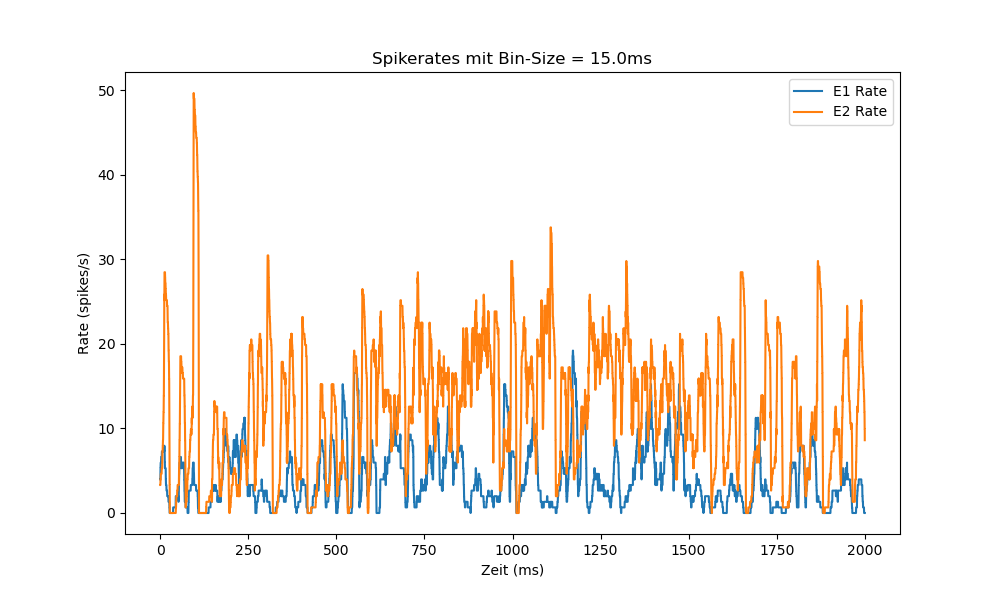 Spikerates mit Bin-Size = 15.0ms
E1 Rate
E2 Rate
50
40
30
20
10
0
Rate (spikes/s)
0 250 500 750 1000 1250 1500 1750 2000
Zeit (ms)